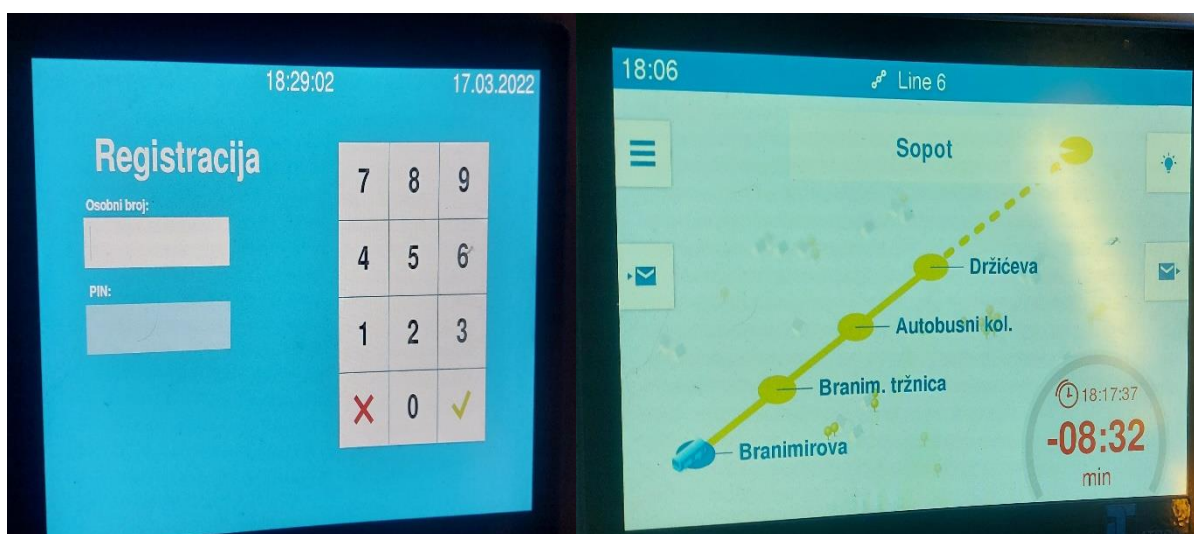 18:29:02 17.03.2022
Registracija
Osobni broj:
PIN:
7 8 9
4 5 6
1 2 3
0
18:06 Line 6
Sopot
Držićeva
Autobusni kol.
Branim. tržnica
Branimirova
18:17:37
-08:32
min